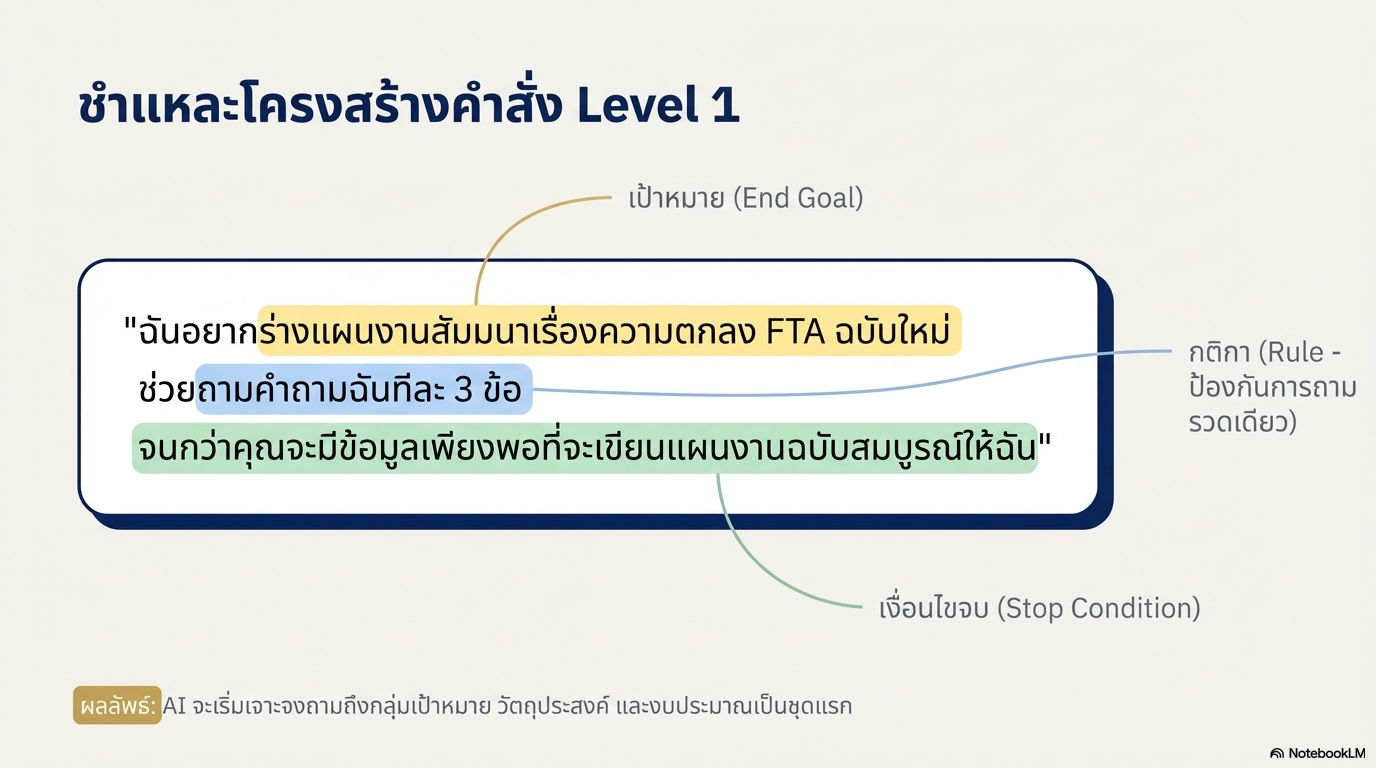 ชำแหละโครงสร้างคำสั่ง Level 1
เป้าหมาย (End Goal)
"ฉันอยากร่างแผนงานสัมมนาเรื่องความตกลง FTA ฉบับใหม่
ช่วยถามคำถามฉันทีละ 3 ข้อ
จนกว่าคุณจะมีข้อมูลเพียงพอที่จะเขียนแผนงานฉบับสมบูรณ์ให้ฉัน"
กติกา (Rule -
ป้องกันการถาม
รวดเดียว)
เงื่อนไขจบ (Stop Condition)
ผลลัพธ์: AI จะเริ่มเจาะจงถามถึงกลุ่มเป้าหมาย วัตถุประสงค์ และงบประมาณเป็นชุดแรก
NotebookLM